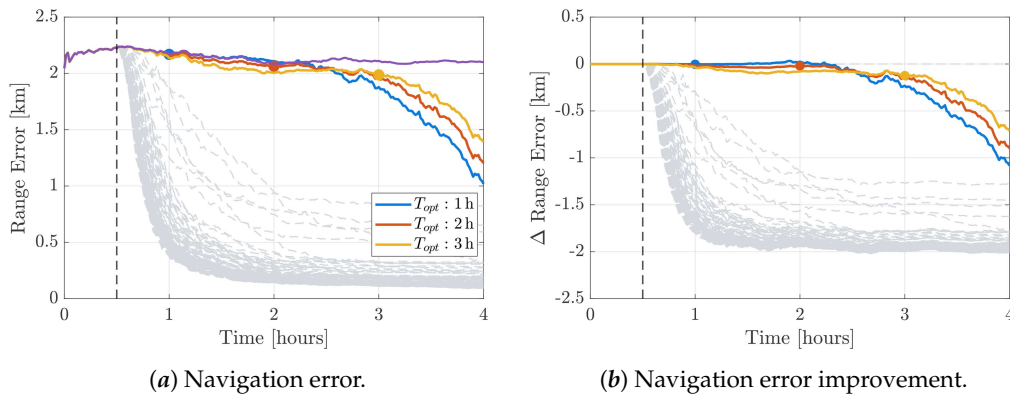 2.5
2
1.5
1
0.5
0
Range Error [km]
0
1
2
3
4
Time [hours]
T_opt : 1 h
T_opt : 2 h
T_opt : 3 h
(a) Navigation error.
0.5
0
-0.5
-1
-1.5
-2
-2.5
Δ Range Error [km]
0
1
2
3
4
Time [hours]
(b) Navigation error improvement.